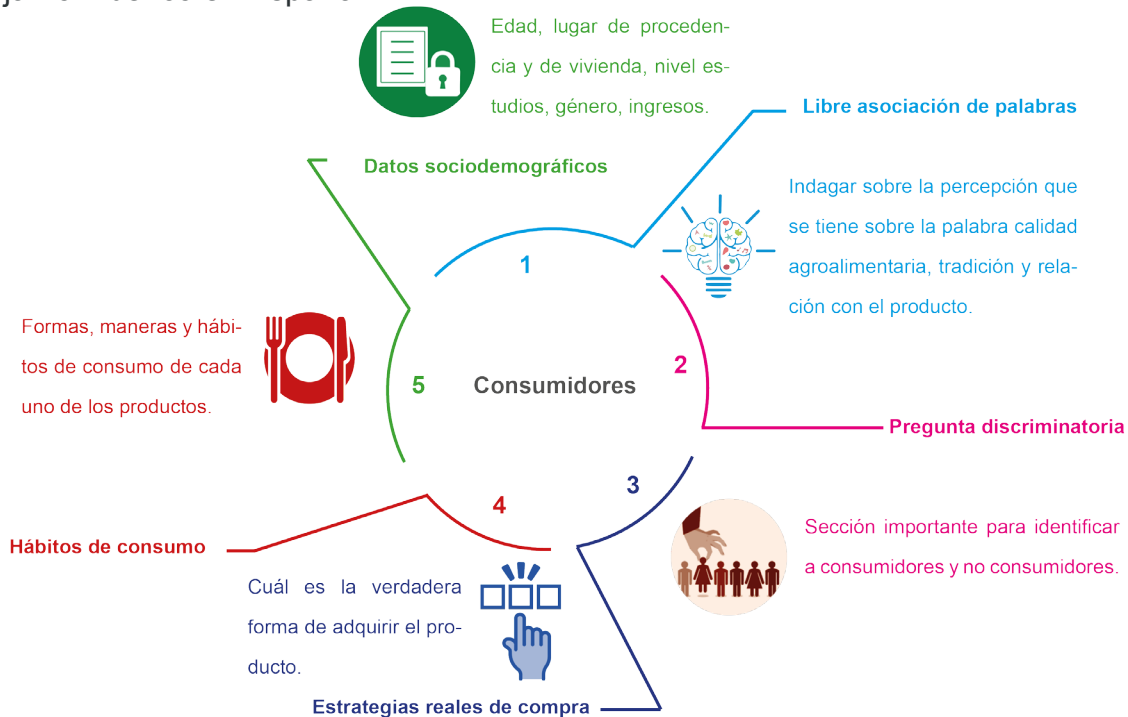 Edad, lugar de proceden-
cia y de vivienda, nivel es-
tudios, género, ingresos.
Datos sociodemográficos
Libre asociación de palabras
Indagar sobre la percepción que
se tiene sobre la palabra calidad
agroalimentaria, tradición y rela-
ción con el producto.
1
2
3
4
5
Consumidores
Formas, maneras y hábi-
tos de consumo de cada
uno de los productos.
Pregunta discriminatoria
Sección importante para identificar
a consumidores y no consumidores.
Hábitos de consumo
Cuál es la verdadera
forma de adquirir el pro-
ducto.
Estrategias reales de compra